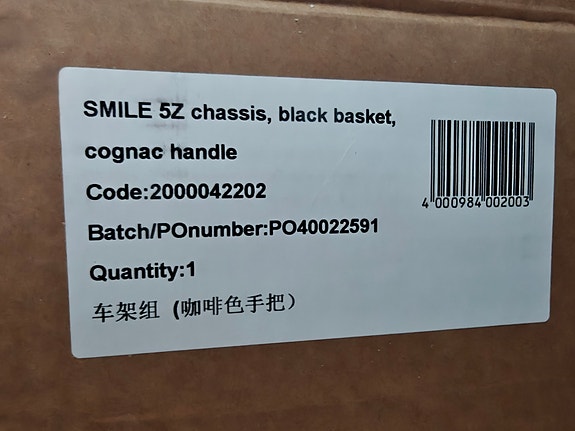 SMILE 5Z chassis, black basket,
cognac handle
Code:2000042202
Batch/POnumber:PO40022591
Quantity:1
车架组 (咖啡色手把）
4 000984 002003